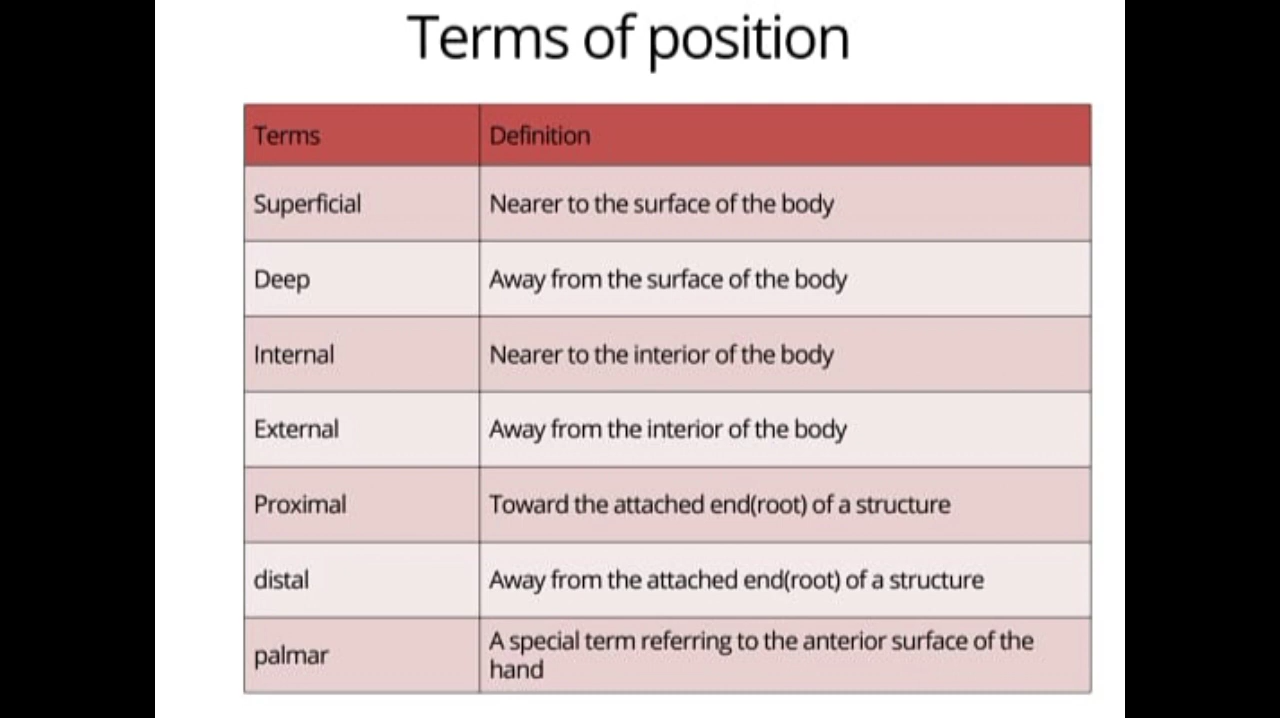 Terms of position
Terms
Definition
Superficial
Nearer to the surface of the body
Deep
Away from the surface of the body
Internal
Nearer to the interior of the body
External
Away from the interior of the body
Proximal
Toward the attached end(root) of a structure
distal
Away from the attached end(root) of a structure
palmar
A special term referring to the anterior surface of the
hand